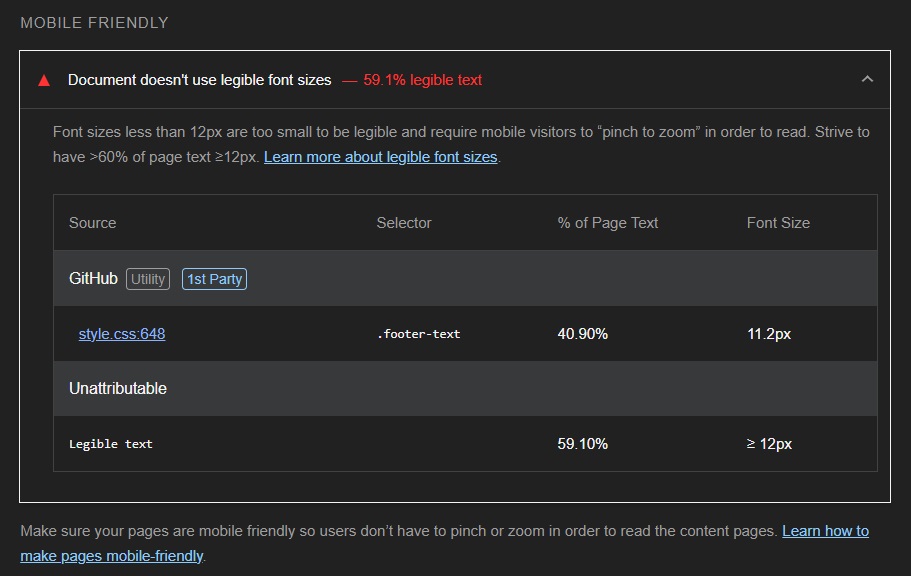 MOBILE FRIENDLY
Document doesn't use legible font sizes — 59.1% legible text
Font sizes less than 12px are too small to be legible and require mobile visitors to “pinch to zoom” in order to read. Strive to
have >60% of page text ≥12px. Learn more about legible font sizes.
Source Selector % of Page Text Font Size
GitHub Utility 1st Party
style.css:648 .footer-text 40.90% 11.2px
Unattributable
Legible text 59.10% ≥ 12px
Make sure your pages are mobile friendly so users don’t have to pinch or zoom in order to read the content pages. Learn how to
make pages mobile-friendly.